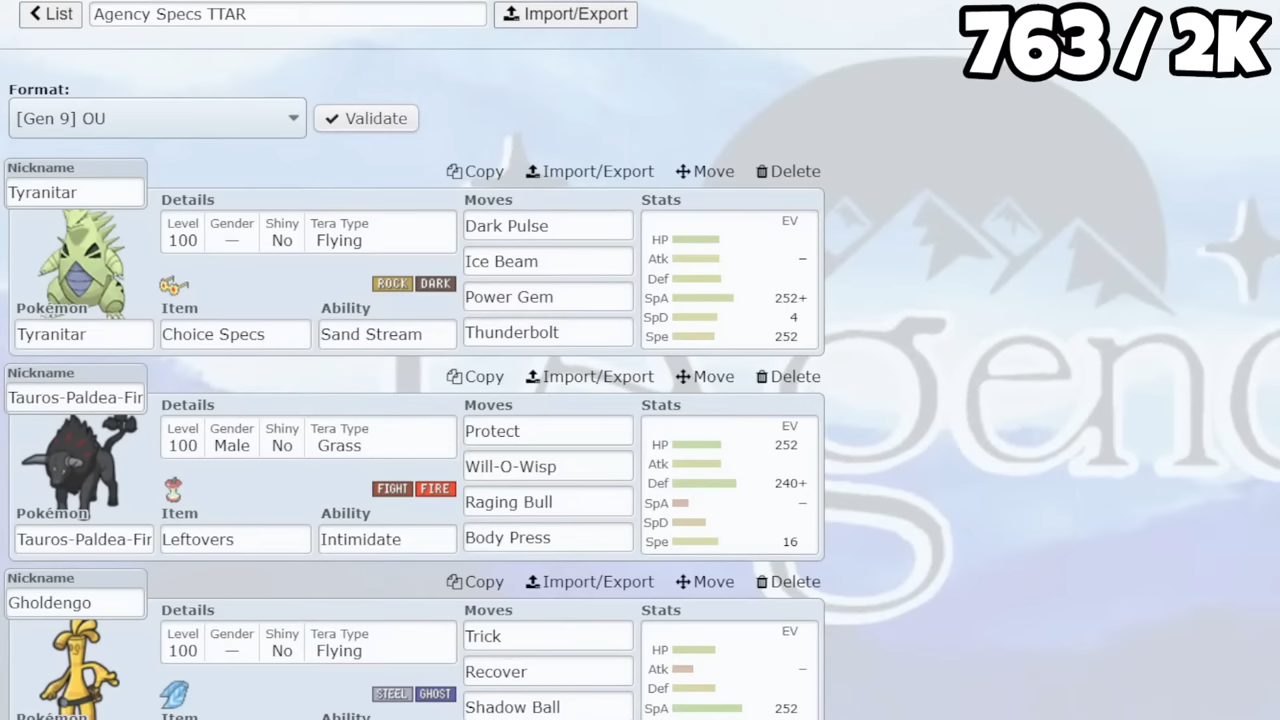 List
Agency Specs TTAR
Import/Export
763 / 2K
Format:
[Gen 9] OU
Validate
Nickname
Tyranitar
Copy Import/Export Move Delete
Details
Level 100
Gender —
Shiny No
Tera Type Flying
ROCK DARK
Pokémon
Tyranitar
Item
Choice Specs
Ability
Sand Stream
Moves
Dark Pulse
Ice Beam
Power Gem
Thunderbolt
Stats
EV
HP
Atk –
Def
SpA 252+
SpD 4
Spe 252
Nickname
Tauros-Paldea-Fir
Copy Import/Export Move Delete
Details
Level 100
Gender Male
Shiny No
Tera Type Grass
FIGHT FIRE
Pokémon
Tauros-Paldea-Fir
Item
Leftovers
Ability
Intimidate
Moves
Protect
Will-O-Wisp
Raging Bull
Body Press
Stats
EV
HP 252
Atk
Def 240+
SpA –
SpD
Spe 16
Nickname
Gholdengo
Copy Import/Export Move Delete
Details
Level 100
Gender —
Shiny No
Tera Type Flying
STEEL GHOST
Pokémon
Item
Ability
Moves
Trick
Recover
Shadow Ball
Stats
EV
HP
Atk –
Def
SpA 252